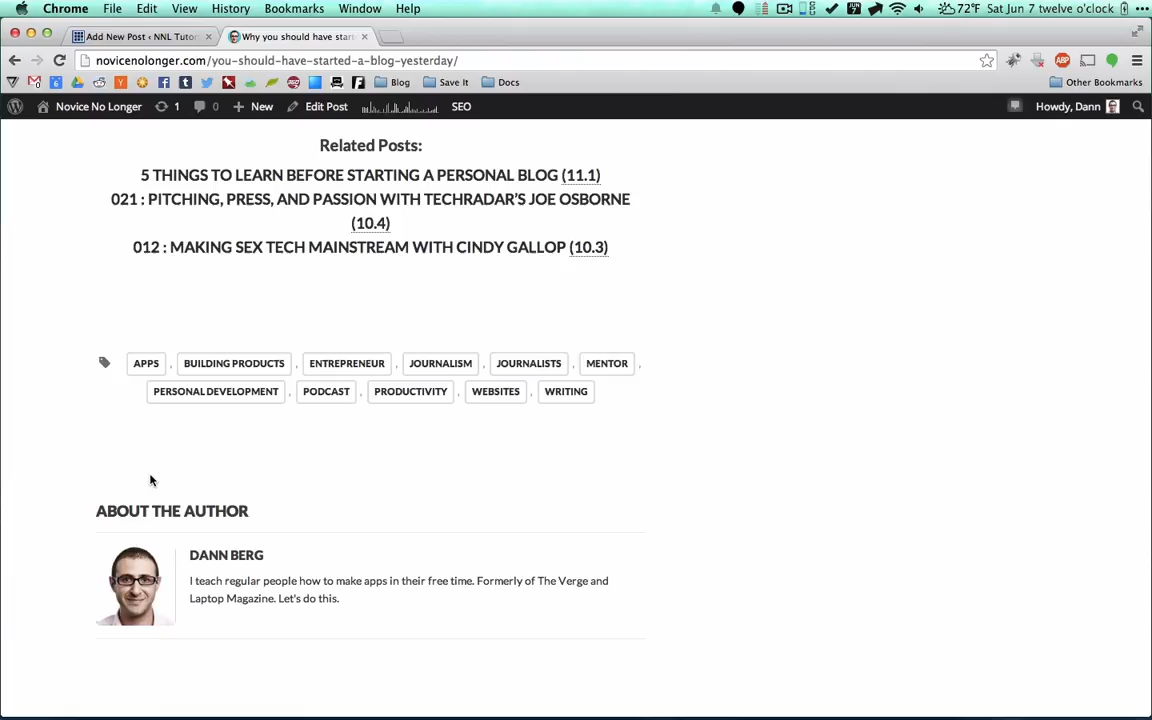 Chrome File Edit View History Bookmarks Window Help 72°F Sat Jun 7 twelve o'clock
Add New Post ‹ NNL Tutor Why you should have star
novicenolonger.com/you-should-have-started-a-blog-yesterday/
Blog Save It Docs Other Bookmarks
Novice No Longer 1 0 New Edit Post SEO Howdy, Dann
Related Posts:
5 THINGS TO LEARN BEFORE STARTING A PERSONAL BLOG (11.1)
021 : PITCHING, PRESS, AND PASSION WITH TECHRADAR'S JOE OSBORNE
(10.4)
012 : MAKING SEX TECH MAINSTREAM WITH CINDY GALLOP (10.3)
APPS , BUILDING PRODUCTS , ENTREPRENEUR , JOURNALISM , JOURNALISTS , MENTOR ,
PERSONAL DEVELOPMENT , PODCAST , PRODUCTIVITY , WEBSITES , WRITING
ABOUT THE AUTHOR
DANN BERG
I teach regular people how to make apps in their free time. Formerly of The Verge and
Laptop Magazine. Let's do this.